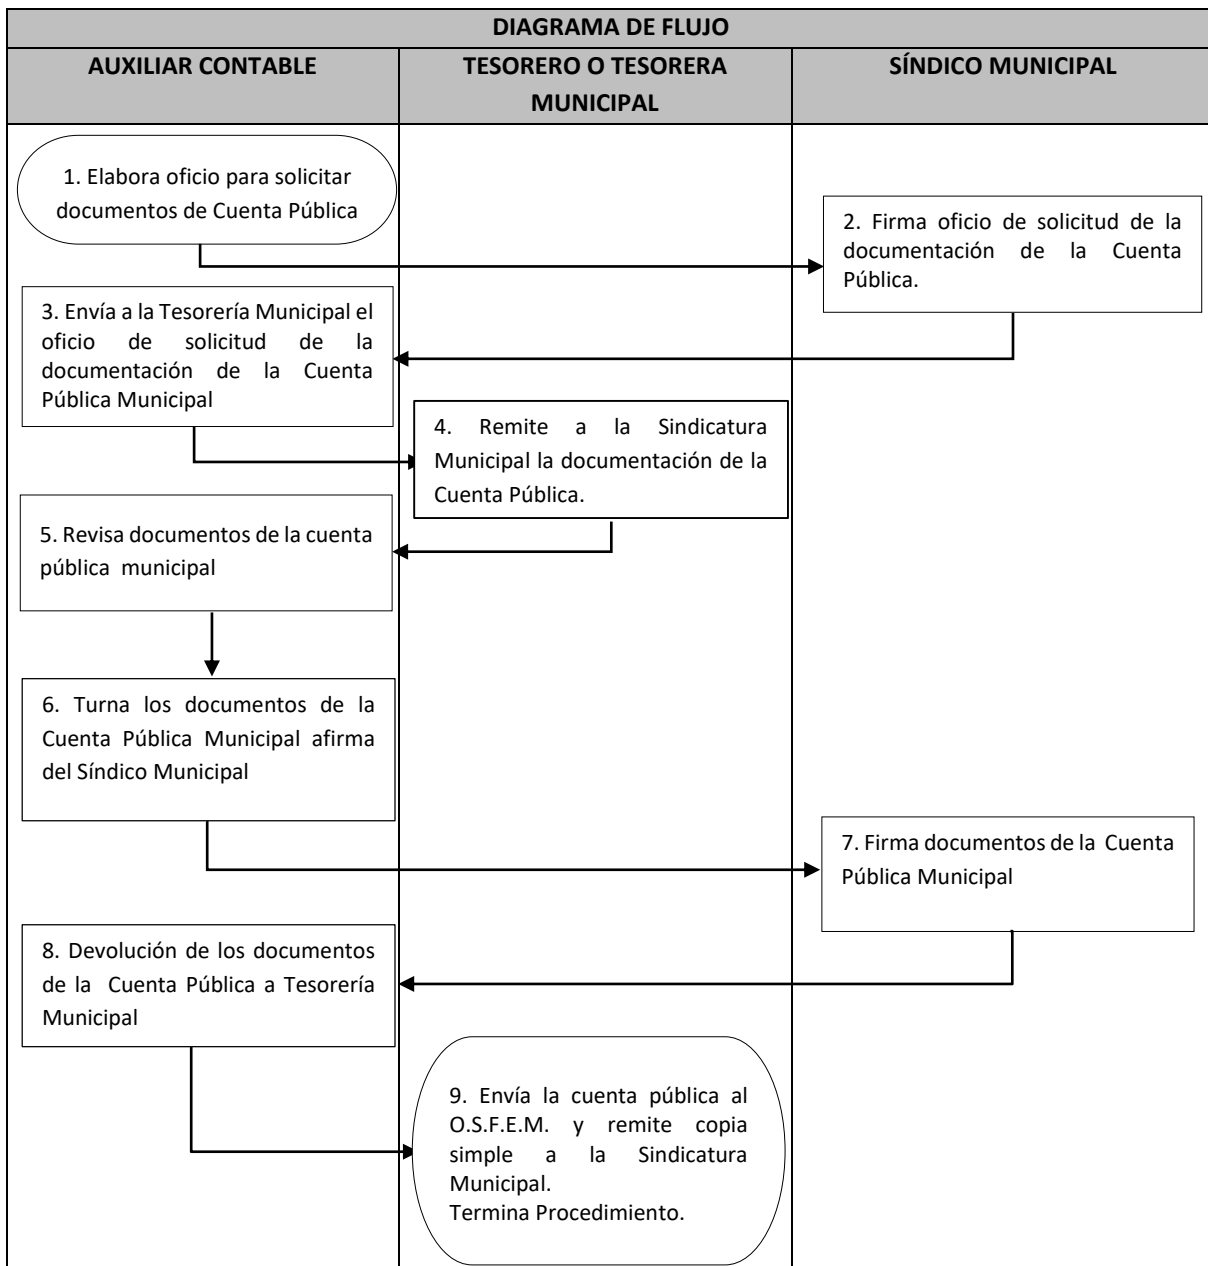 DIAGRAMA DE FLUJO
AUXILIAR CONTABLE
TESORERO O TESORERA
MUNICIPAL
SÍNDICO MUNICIPAL
1. Elabora oficio para solicitar
documentos de Cuenta Pública
2. Firma oficio de solicitud de la
documentación de la Cuenta
Pública.
3. Envía a la Tesorería Municipal el
oficio de solicitud de la
documentación de la Cuenta
Pública Municipal
4. Remite a la Sindicatura
Municipal la documentación de la
Cuenta Pública.
5. Revisa documentos de la cuenta
pública municipal
6. Turna los documentos de la
Cuenta Pública Municipal afirma
del Síndico Municipal
7. Firma documentos de la Cuenta
Pública Municipal
8. Devolución de los documentos
de la Cuenta Pública a Tesorería
Municipal
9. Envía la cuenta pública al
O.S.F.E.M. y remite copia
simple a la Sindicatura
Municipal.
Termina Procedimiento.